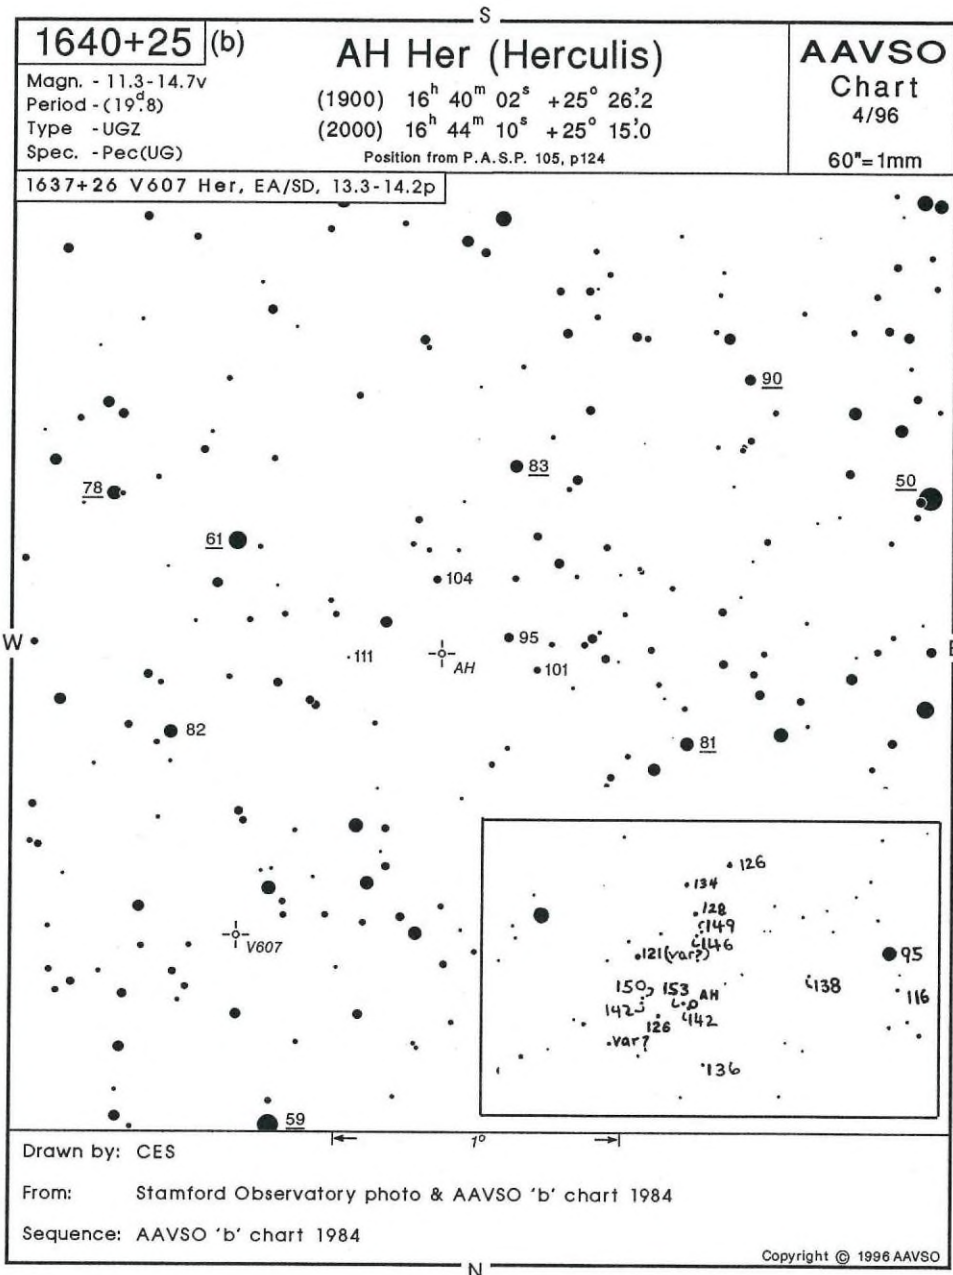 S
1640+25 (b)
AH Her (Herculis)
AAVSO
Chart
4/96
60"=1mm
Magn. - 11.3-14.7v
Period - (19ᵈ.8)
Type - UGZ
Spec. - Pec(UG)
(1900) 16ʰ 40ᵐ 02ˢ +25° 26'.2
(2000) 16ʰ 44ᵐ 10ˢ +25° 15'.0
Position from P.A.S.P. 105, p124
1637+26 V607 Her, EA/SD, 13.3-14.2p
90
83
78
50
61
104
W
95
E
111
AH
101
82
81
126
134
128
149
146
121(var?)
95
150
153
AH
138
116
142
142
126
var?
136
V607
59
1°
Drawn by: CES
From: Stamford Observatory photo & AAVSO 'b' chart 1984
Sequence: AAVSO 'b' chart 1984
Copyright © 1996 AAVSO
N